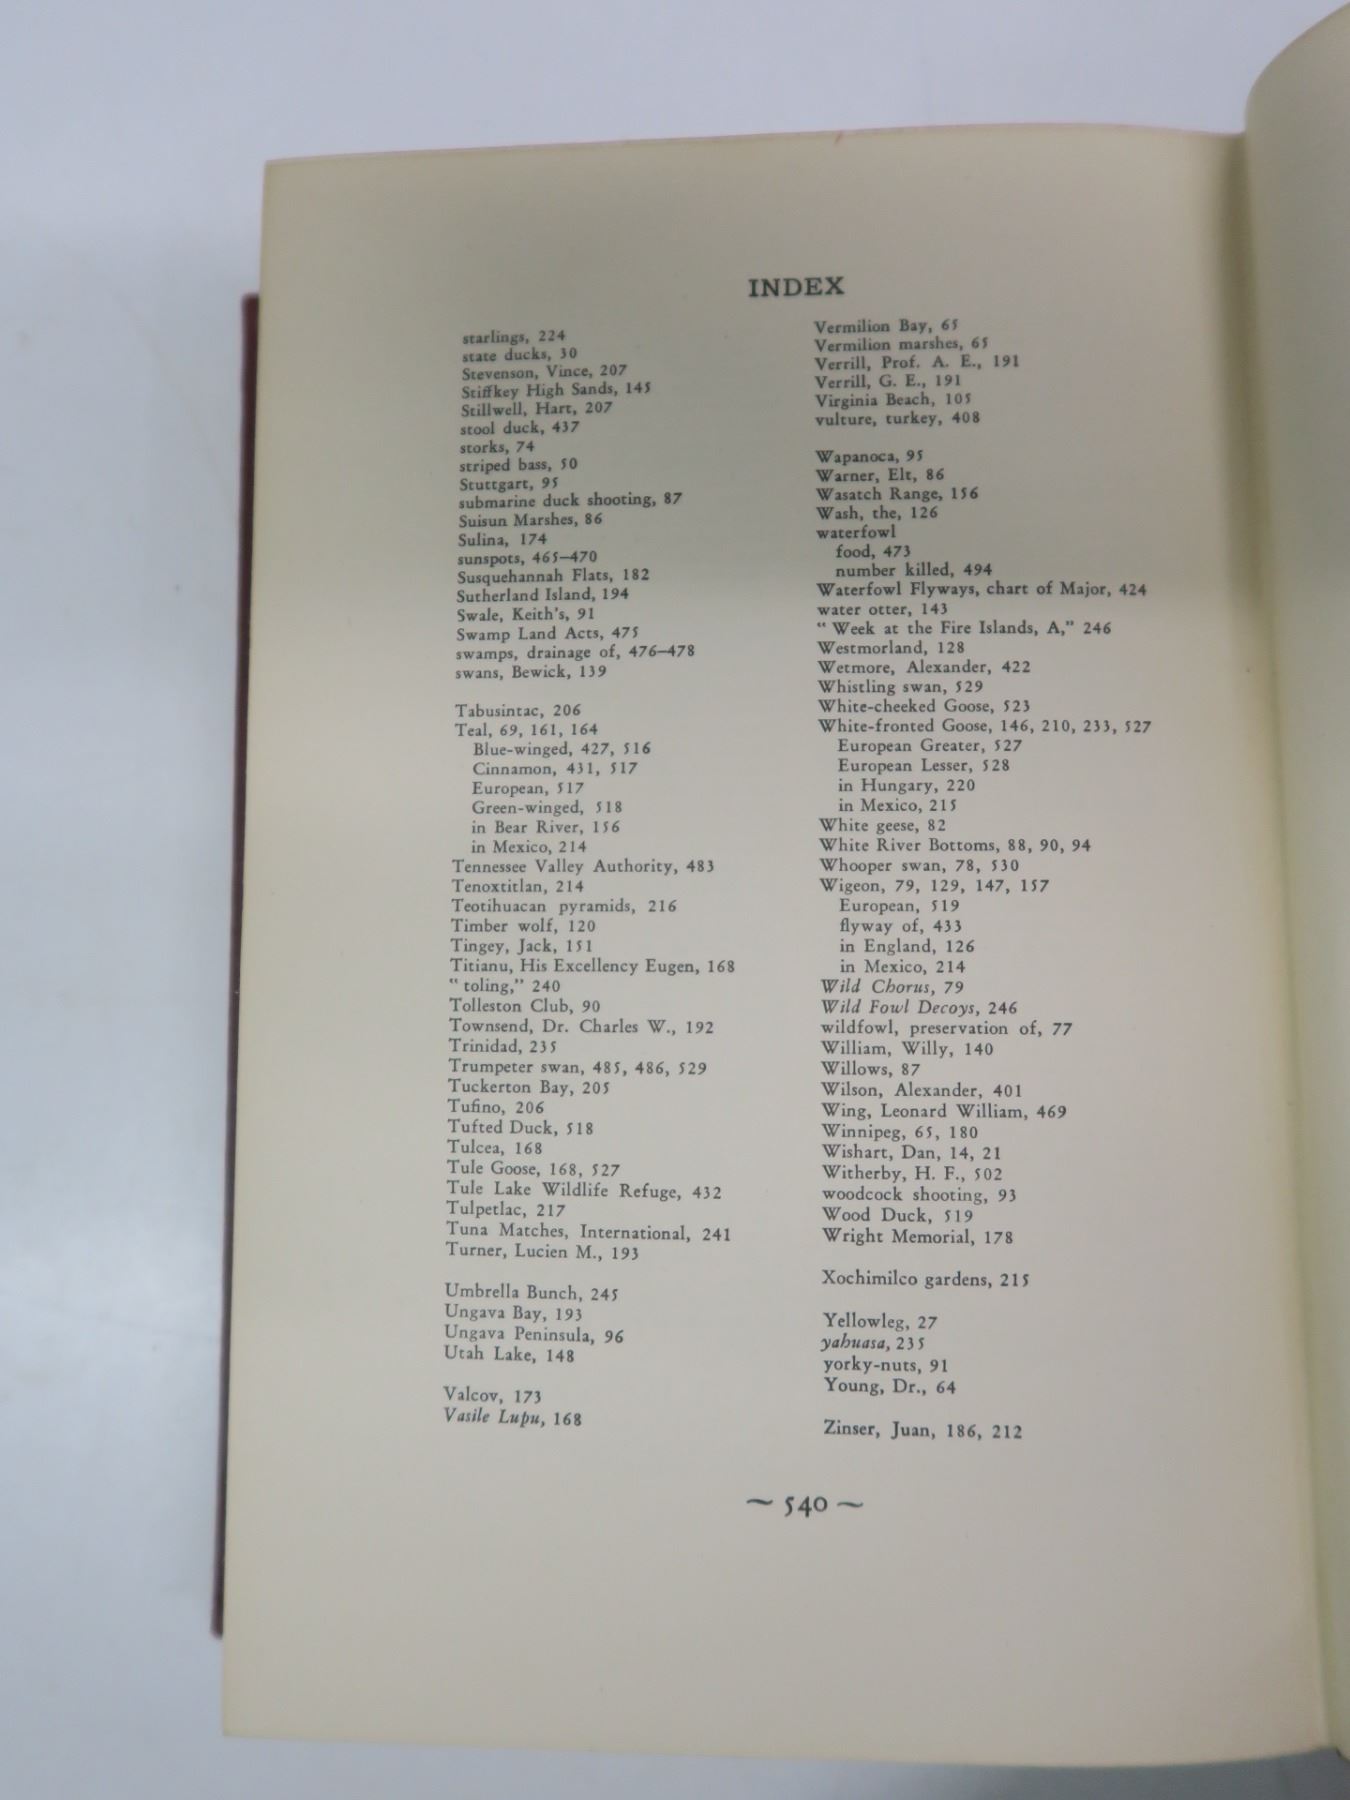 INDEX
starlings, 224
state ducks, 30
Stevenson, Vince, 207
Stiffkey High Sands, 145
Stillwell, Hart, 207
stool duck, 437
storks, 74
striped bass, 50
Stuttgart, 95
submarine duck shooting, 87
Suisun Marshes, 86
Sulina, 174
sunspots, 465–470
Susquehannah Flats, 182
Sutherland Island, 194
Swale, Keith's, 91
Swamp Land Acts, 475
swamps, drainage of, 476–478
swans, Bewick, 139
Tabusintac, 206
Teal, 69, 161, 164
Blue-winged, 427, 516
Cinnamon, 431, 517
European, 517
Green-winged, 518
in Bear River, 156
in Mexico, 214
Tennessee Valley Authority, 483
Tenoxtitlan, 214
Teotihuacan pyramids, 216
Timber wolf, 120
Tingey, Jack, 151
Titianu, His Excellency Eugen, 168
“ toling,” 240
Tolleston Club, 90
Townsend, Dr. Charles W., 192
Trinidad, 235
Trumpeter swan, 485, 486, 529
Tuckerton Bay, 205
Tufino, 206
Tufted Duck, 518
Tulcea, 168
Tule Goose, 168, 527
Tule Lake Wildlife Refuge, 432
Tulpetlac, 217
Tuna Matches, International, 241
Turner, Lucien M., 193
Umbrella Bunch, 245
Ungava Bay, 193
Ungava Peninsula, 96
Utah Lake, 148
Valcov, 173
Vasile Lupu, 168
Vermilion Bay, 65
Vermilion marshes, 65
Verrill, Prof. A. E., 191
Verrill, G. E., 191
Virginia Beach, 105
vulture, turkey, 408
Wapanoca, 95
Warner, Elt, 86
Wasatch Range, 156
Wash, the, 126
waterfowl
food, 473
number killed, 494
Waterfowl Flyways, chart of Major, 424
water otter, 143
“ Week at the Fire Islands, A,” 246
Westmorland, 128
Wetmore, Alexander, 422
Whistling swan, 529
White-cheeked Goose, 523
White-fronted Goose, 146, 210, 233, 527
European Greater, 527
European Lesser, 528
in Hungary, 220
in Mexico, 215
White geese, 82
White River Bottoms, 88, 90, 94
Whooper swan, 78, 530
Wigeon, 79, 129, 147, 157
European, 519
flyway of, 433
in England, 126
in Mexico, 214
Wild Chorus, 79
Wild Fowl Decoys, 246
wildfowl, preservation of, 77
William, Willy, 140
Willows, 87
Wilson, Alexander, 401
Wing, Leonard William, 469
Winnipeg, 65, 180
Wishart, Dan, 14, 21
Witherby, H. F., 502
woodcock shooting, 93
Wood Duck, 519
Wright Memorial, 178
Xochimilco gardens, 215
Yellowleg, 27
yahuasa, 235
yorky-nuts, 91
Young, Dr., 64
Zinser, Juan, 186, 212
~ 540 ~